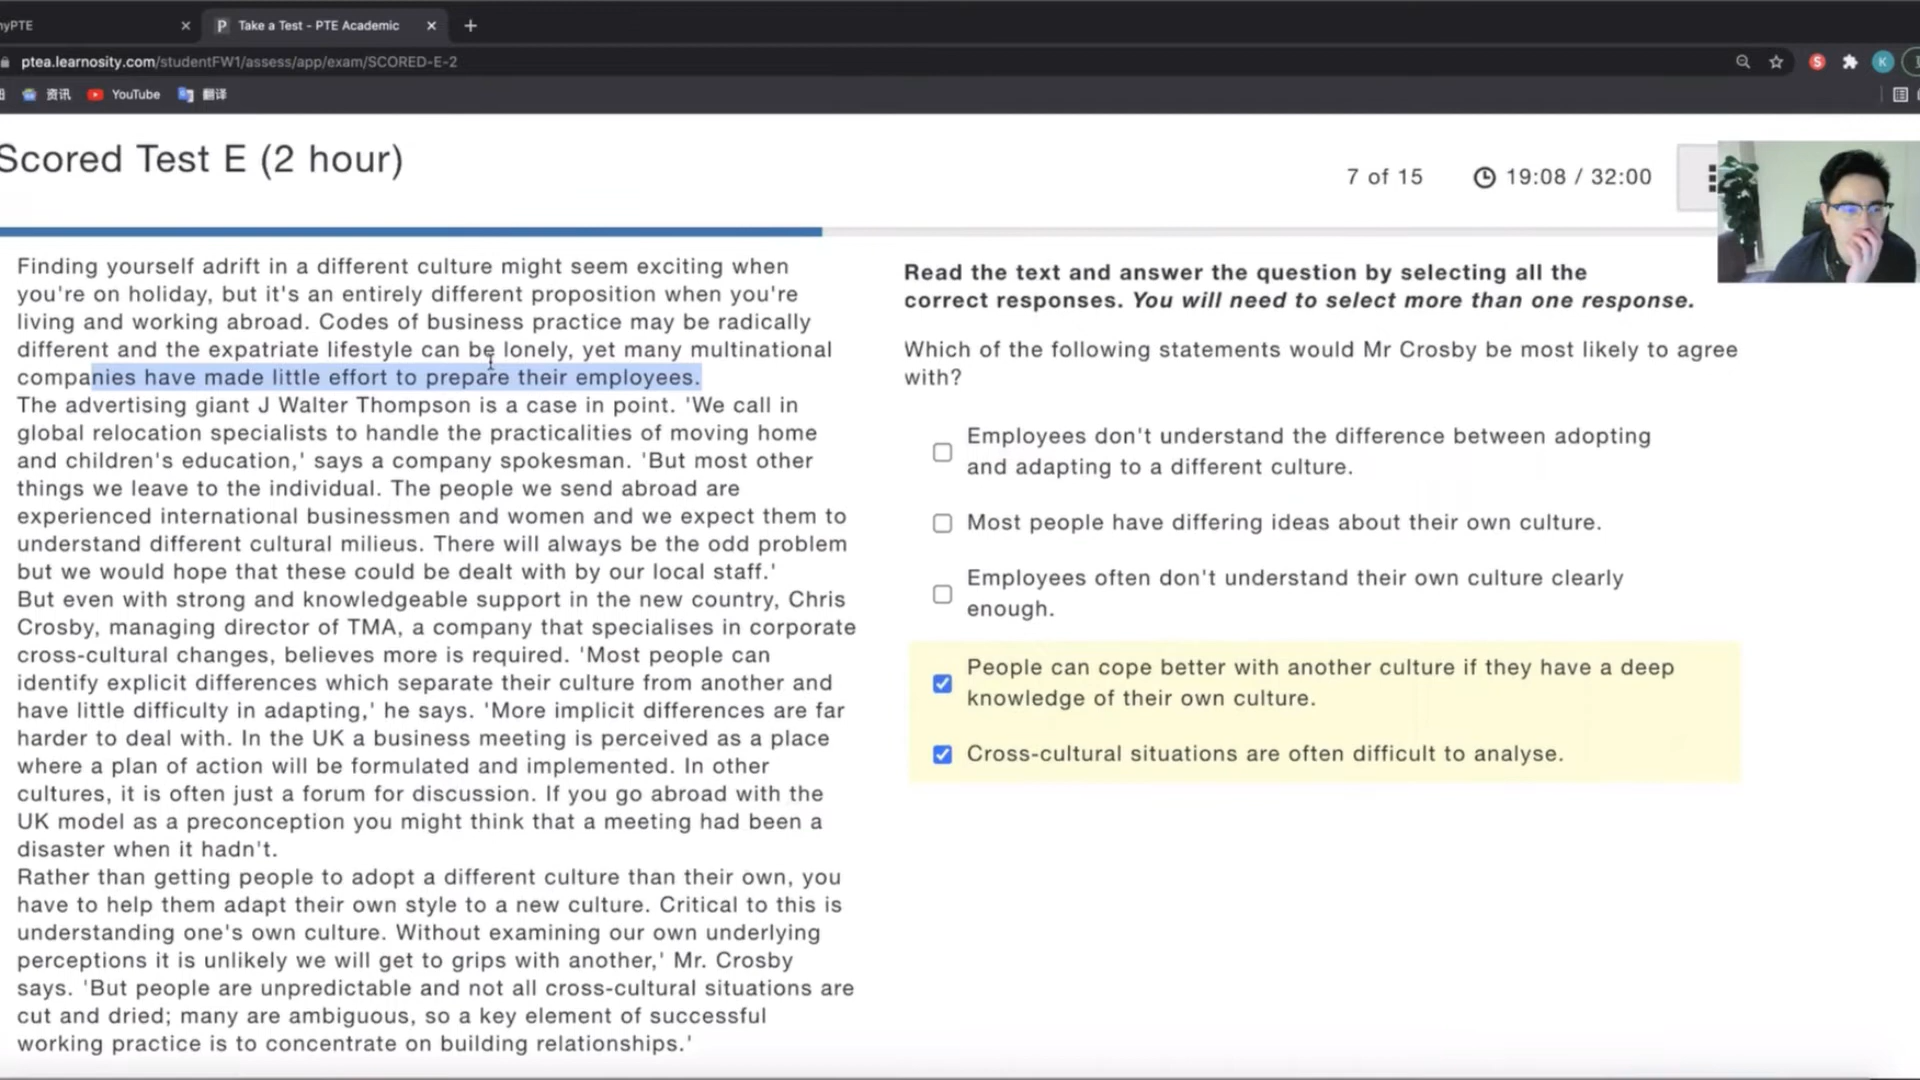 nyPTE
P Take a Test - PTE Academic
ptea.learnosity.com/studentFW1/assess/app/exam/SCORED-E-2
S
K
资讯
YouTube
翻译
Scored Test E (2 hour)
7 of 15
19:08 / 32:00
Finding yourself adrift in a different culture might seem exciting when
you're on holiday, but it's an entirely different proposition when you're
living and working abroad. Codes of business practice may be radically
different and the expatriate lifestyle can be lonely, yet many multinational
companies have made little effort to prepare their employees.
The advertising giant J Walter Thompson is a case in point. 'We call in
global relocation specialists to handle the practicalities of moving home
and children's education,' says a company spokesman. 'But most other
things we leave to the individual. The people we send abroad are
experienced international businessmen and women and we expect them to
understand different cultural milieus. There will always be the odd problem
but we would hope that these could be dealt with by our local staff.'
But even with strong and knowledgeable support in the new country, Chris
Crosby, managing director of TMA, a company that specialises in corporate
cross-cultural changes, believes more is required. 'Most people can
identify explicit differences which separate their culture from another and
have little difficulty in adapting,' he says. 'More implicit differences are far
harder to deal with. In the UK a business meeting is perceived as a place
where a plan of action will be formulated and implemented. In other
cultures, it is often just a forum for discussion. If you go abroad with the
UK model as a preconception you might think that a meeting had been a
disaster when it hadn't.
Rather than getting people to adopt a different culture than their own, you
have to help them adapt their own style to a new culture. Critical to this is
understanding one's own culture. Without examining our own underlying
perceptions it is unlikely we will get to grips with another,' Mr. Crosby
says. 'But people are unpredictable and not all cross-cultural situations are
cut and dried; many are ambiguous, so a key element of successful
working practice is to concentrate on building relationships.'
Read the text and answer the question by selecting all the
correct responses. You will need to select more than one response.
Which of the following statements would Mr Crosby be most likely to agree
with?
Employees don't understand the difference between adopting
and adapting to a different culture.
Most people have differing ideas about their own culture.
Employees often don't understand their own culture clearly
enough.
People can cope better with another culture if they have a deep
knowledge of their own culture.
Cross-cultural situations are often difficult to analyse.